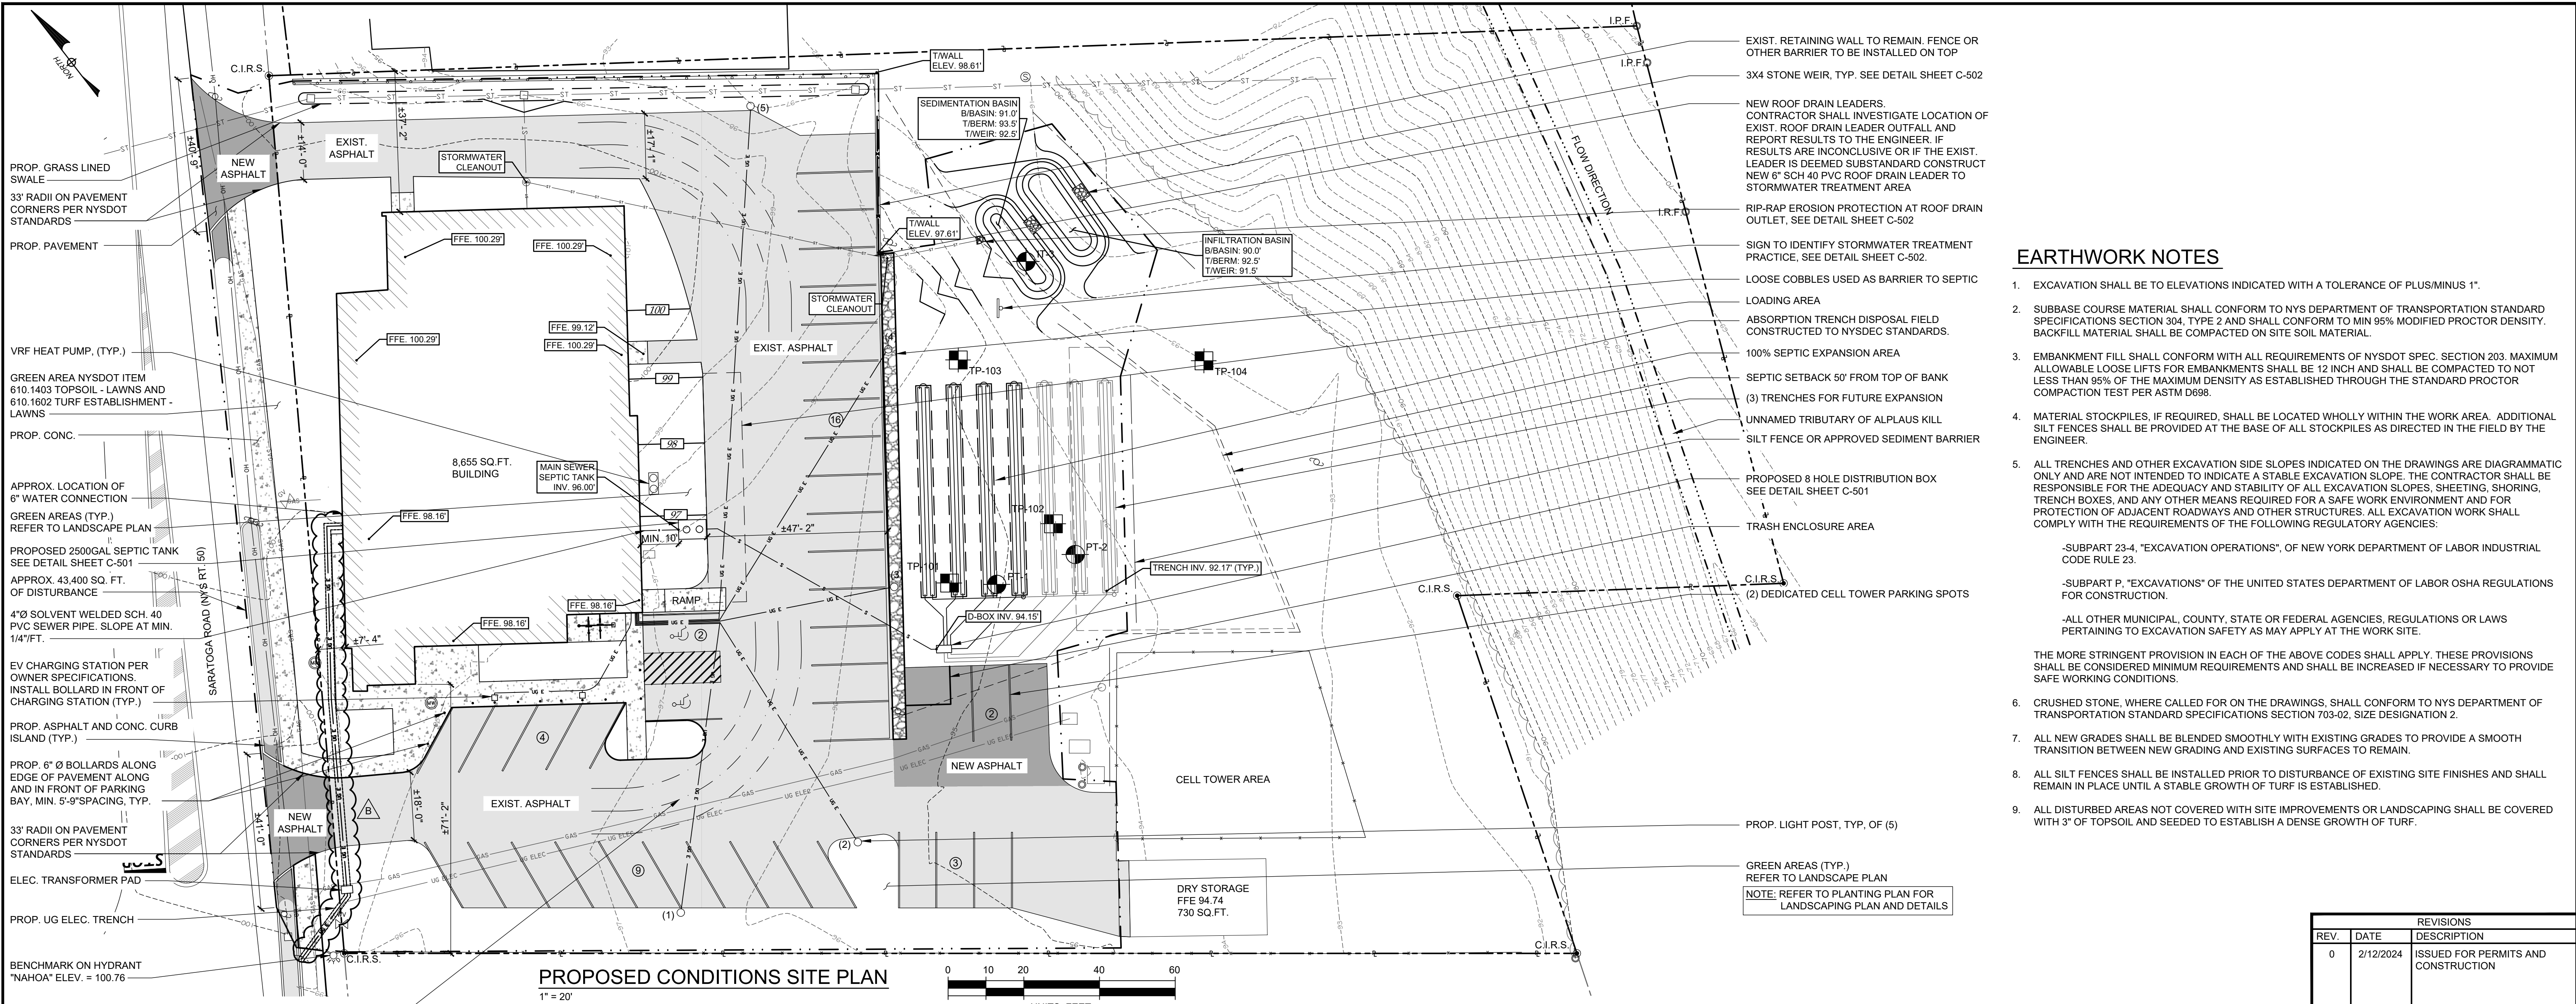 NORTH
C.I.R.S.
T/WALL
ELEV. 98.61'
I.P.F.
I.P.F.
SEDIMENTATION BASIN
B/BASIN: 91.0'
T/BERM: 93.5'
T/WEIR: 92.5'
(5)
±40'- 9"
±37'- 2"
±14'- 0"
±17'- 1"
NEW
ASPHALT
EXIST.
ASPHALT
STORMWATER
CLEANOUT
FLOW DIRECTION
I.R.F.
PROP. GRASS LINED
SWALE
33' RADII ON PAVEMENT
CORNERS PER NYSDOT
STANDARDS
PROP. PAVEMENT
VRF HEAT PUMP, (TYP.)
GREEN AREA NYSDOT ITEM
610.1403 TOPSOIL - LAWNS AND
610.1602 TURF ESTABLISHMENT -
LAWNS
PROP. CONC.
APPROX. LOCATION OF
6" WATER CONNECTION
GREEN AREAS (TYP.)
REFER TO LANDSCAPE PLAN
PROPOSED 2500GAL SEPTIC TANK
SEE DETAIL SHEET C-501
APPROX. 43,400 SQ. FT.
OF DISTURBANCE
4"Ø SOLVENT WELDED SCH. 40
PVC SEWER PIPE. SLOPE AT MIN.
1/4"/FT.
EV CHARGING STATION PER
OWNER SPECIFICATIONS.
INSTALL BOLLARD IN FRONT OF
CHARGING STATION (TYP.)
PROP. ASPHALT AND CONC. CURB
ISLAND (TYP.)
PROP. 6" Ø BOLLARDS ALONG
EDGE OF PAVEMENT ALONG
AND IN FRONT OF PARKING
BAY, MIN. 5'-9"SPACING, TYP.
33' RADII ON PAVEMENT
CORNERS PER NYSDOT
STANDARDS
ELEC. TRANSFORMER PAD
PROP. UG ELEC. TRENCH
BENCHMARK ON HYDRANT
"NAHOA" ELEV. = 100.76
SARATOGA ROAD (NYS RT. 50)
FFE. 100.29'
FFE. 100.29'
T/WALL
ELEV. 97.61'
INFILTRATION BASIN
B/BASIN: 90.0'
T/BERM: 92.5'
T/WEIR: 91.5'
IT-3
STORMWATER
CLEANOUT
100
FFE. 99.12'
FFE. 100.29'
FFE. 100.29'
EXIST. ASPHALT
(4)
99
TP-103
TP-104
16
98
8,655 SQ.FT.
BUILDING
MAIN SEWER
SEPTIC TANK
INV. 96.00'
97
FFE. 98.16'
MIN. 10'
±47'- 2"
TP-102
PT-2
TP-101
PT-1
TRENCH INV. 92.17' (TYP.)
(3)
RAMP
FFE. 98.16'
FFE. 98.16'
D-BOX INV. 94.15'
±7'- 4"
2
C.I.R.S.
C.I.R.S.
4
2
NEW ASPHALT
CELL TOWER AREA
EXIST. ASPHALT
B
±18'- 0"
±71'- 2"
NEW
ASPHALT
±41'- 0"
9
(2)
3
(1)
GAS
UG ELEC
DRY STORAGE
FFE 94.74
730 SQ.FT.
C.I.R.S.
C.I.R.S.
PROPOSED CONDITIONS SITE PLAN
1" = 20'
0 10 20 40 60
EXIST. RETAINING WALL TO REMAIN. FENCE OR
OTHER BARRIER TO BE INSTALLED ON TOP
3X4 STONE WEIR, TYP. SEE DETAIL SHEET C-502
NEW ROOF DRAIN LEADERS.
CONTRACTOR SHALL INVESTIGATE LOCATION OF
EXIST. ROOF DRAIN LEADER OUTFALL AND
REPORT RESULTS TO THE ENGINEER. IF
RESULTS ARE INCONCLUSIVE OR IF THE EXIST.
LEADER IS DEEMED SUBSTANDARD CONSTRUCT
NEW 6" SCH 40 PVC ROOF DRAIN LEADER TO
STORMWATER TREATMENT AREA
RIP-RAP EROSION PROTECTION AT ROOF DRAIN
OUTLET, SEE DETAIL SHEET C-502
SIGN TO IDENTIFY STORMWATER TREATMENT
PRACTICE, SEE DETAIL SHEET C-502.
LOOSE COBBLES USED AS BARRIER TO SEPTIC
LOADING AREA
ABSORPTION TRENCH DISPOSAL FIELD
CONSTRUCTED TO NYSDEC STANDARDS.
100% SEPTIC EXPANSION AREA
SEPTIC SETBACK 50' FROM TOP OF BANK
(3) TRENCHES FOR FUTURE EXPANSION
UNNAMED TRIBUTARY OF ALPLAUS KILL
SILT FENCE OR APPROVED SEDIMENT BARRIER
PROPOSED 8 HOLE DISTRIBUTION BOX
SEE DETAIL SHEET C-501
TRASH ENCLOSURE AREA
(2) DEDICATED CELL TOWER PARKING SPOTS
PROP. LIGHT POST, TYP, OF (5)
GREEN AREAS (TYP.)
REFER TO LANDSCAPE PLAN
NOTE: REFER TO PLANTING PLAN FOR
LANDSCAPING PLAN AND DETAILS
EARTHWORK NOTES
1. EXCAVATION SHALL BE TO ELEVATIONS INDICATED WITH A TOLERANCE OF PLUS/MINUS 1".
2. SUBBASE COURSE MATERIAL SHALL CONFORM TO NYS DEPARTMENT OF TRANSPORTATION STANDARD
SPECIFICATIONS SECTION 304, TYPE 2 AND SHALL CONFORM TO MIN 95% MODIFIED PROCTOR DENSITY.
BACKFILL MATERIAL SHALL BE COMPACTED ON SITE SOIL MATERIAL.
3. EMBANKMENT FILL SHALL CONFORM WITH ALL REQUIREMENTS OF NYSDOT SPEC. SECTION 203. MAXIMUM
ALLOWABLE LOOSE LIFTS FOR EMBANKMENTS SHALL BE 12 INCH AND SHALL BE COMPACTED TO NOT
LESS THAN 95% OF THE MAXIMUM DENSITY AS ESTABLISHED THROUGH THE STANDARD PROCTOR
COMPACTION TEST PER ASTM D698.
4. MATERIAL STOCKPILES, IF REQUIRED, SHALL BE LOCATED WHOLLY WITHIN THE WORK AREA. ADDITIONAL
SILT FENCES SHALL BE PROVIDED AT THE BASE OF ALL STOCKPILES AS DIRECTED IN THE FIELD BY THE
ENGINEER.
5. ALL TRENCHES AND OTHER EXCAVATION SIDE SLOPES INDICATED ON THE DRAWINGS ARE DIAGRAMMATIC
ONLY AND ARE NOT INTENDED TO INDICATE A STABLE EXCAVATION SLOPE. THE CONTRACTOR SHALL BE
RESPONSIBLE FOR THE ADEQUACY AND STABILITY OF ALL EXCAVATION SLOPES, SHEETING, SHORING,
TRENCH BOXES, AND ANY OTHER MEANS REQUIRED FOR A SAFE WORK ENVIRONMENT AND FOR
PROTECTION OF ADJACENT ROADWAYS AND OTHER STRUCTURES. ALL EXCAVATION WORK SHALL
COMPLY WITH THE REQUIREMENTS OF THE FOLLOWING REGULATORY AGENCIES:
-SUBPART 23-4, "EXCAVATION OPERATIONS", OF NEW YORK DEPARTMENT OF LABOR INDUSTRIAL
CODE RULE 23.
-SUBPART P, "EXCAVATIONS" OF THE UNITED STATES DEPARTMENT OF LABOR OSHA REGULATIONS
FOR CONSTRUCTION.
-ALL OTHER MUNICIPAL, COUNTY, STATE OR FEDERAL AGENCIES, REGULATIONS OR LAWS
PERTAINING TO EXCAVATION SAFETY AS MAY APPLY AT THE WORK SITE.
THE MORE STRINGENT PROVISION IN EACH OF THE ABOVE CODES SHALL APPLY. THESE PROVISIONS
SHALL BE CONSIDERED MINIMUM REQUIREMENTS AND SHALL BE INCREASED IF NECESSARY TO PROVIDE
SAFE WORKING CONDITIONS.
6. CRUSHED STONE, WHERE CALLED FOR ON THE DRAWINGS, SHALL CONFORM TO NYS DEPARTMENT OF
TRANSPORTATION STANDARD SPECIFICATIONS SECTION 703-02, SIZE DESIGNATION 2.
7. ALL NEW GRADES SHALL BE BLENDED SMOOTHLY WITH EXISTING GRADES TO PROVIDE A SMOOTH
TRANSITION BETWEEN NEW GRADING AND EXISTING SURFACES TO REMAIN.
8. ALL SILT FENCES SHALL BE INSTALLED PRIOR TO DISTURBANCE OF EXISTING SITE FINISHES AND SHALL
REMAIN IN PLACE UNTIL A STABLE GROWTH OF TURF IS ESTABLISHED.
9. ALL DISTURBED AREAS NOT COVERED WITH SITE IMPROVEMENTS OR LANDSCAPING SHALL BE COVERED
WITH 3" OF TOPSOIL AND SEEDED TO ESTABLISH A DENSE GROWTH OF TURF.
REVISIONS
REV. DATE DESCRIPTION
0 2/12/2024 ISSUED FOR PERMITS AND
CONSTRUCTION